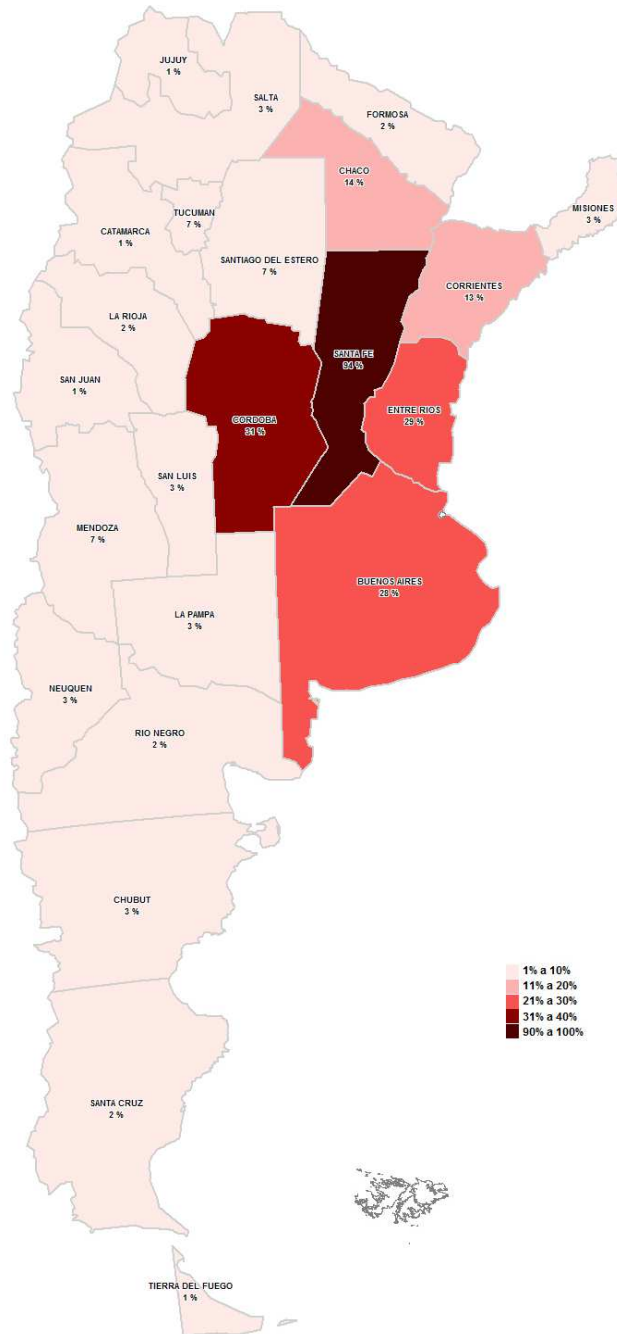 JUJUY
1 %
SALTA
3 %
FORMOSA
2 %
CHACO
14 %
MISIONES
3 %
TUCUMAN
7 %
CATAMARCA
1 %
SANTIAGO DEL ESTERO
7 %
CORRIENTES
13 %
LA RIOJA
2 %
SANTA FE
94 %
SAN JUAN
1 %
ENTRE RIOS
29 %
CORDOBA
31 %
SAN LUIS
3 %
MENDOZA
7 %
BUENOS AIRES
28 %
LA PAMPA
3 %
NEUQUEN
3 %
RIO NEGRO
2 %
CHUBUT
3 %
1% a 10%
11% a 20%
21% a 30%
31% a 40%
90% a 100%
SANTA CRUZ
2 %
TIERRA DEL FUEGO
1 %